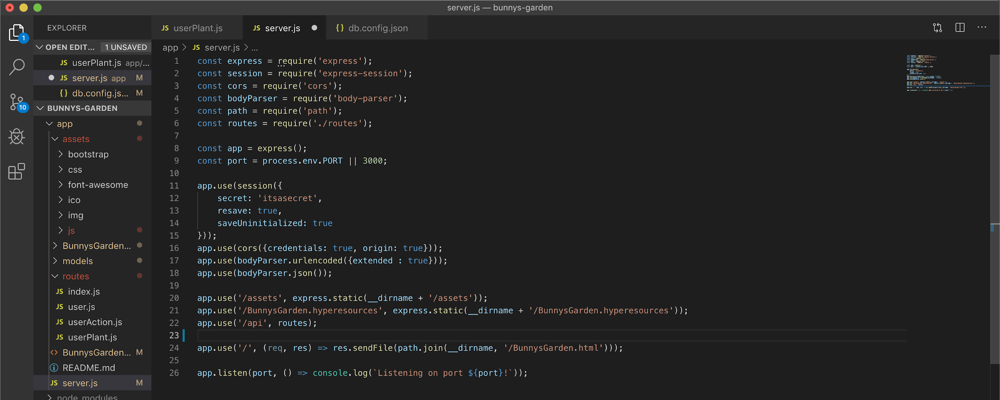 server.js — bunnys-garden
EXPLORER
JS userPlant.js
JS server.js
{} db.config.json
1
OPEN EDIT... 1 UNSAVED
JS userPlant.js app/...
JS server.js app M
{} db.config.js... M
10
BUNNYS-GARDEN
app
assets
bootstrap
css
font-awesome
ico
img
js
BunnysGarden...
models
routes
JS index.js
JS user.js
JS userAction.js
JS userPlant.js
<> BunnysGarden... M
README.md
JS server.js M
node_modules
app > JS server.js > ...
1 const express = require('express');
2 const session = require('express-session');
3 const cors = require('cors');
4 const bodyParser = require('body-parser');
5 const path = require('path');
6 const routes = require('./routes');
7
8 const app = express();
9 const port = process.env.PORT || 3000;
10
11 app.use(session({
12 secret: 'itsasecret',
13 resave: true,
14 saveUninitialized: true
15 }));
16 app.use(cors({credentials: true, origin: true}));
17 app.use(bodyParser.urlencoded({extended : true}));
18 app.use(bodyParser.json());
19
20 app.use('/assets', express.static(__dirname + '/assets'));
21 app.use('/BunnysGarden.hyperesources', express.static(__dirname + '/BunnysGarden.hyperesources'));
22 app.use('/api', routes);
23
24 app.use('/', (req, res) => res.sendFile(path.join(__dirname, '/BunnysGarden.html')));
25
26 app.listen(port, () => console.log(`Listening on port ${port}!`));